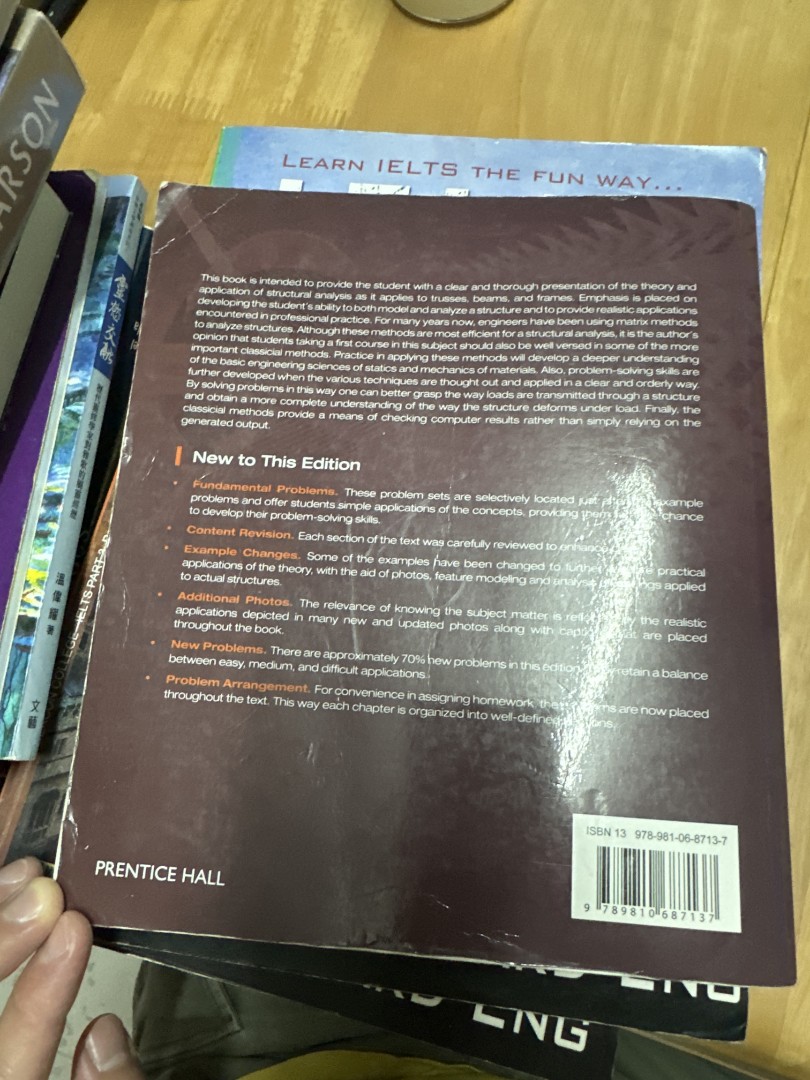 ARSON
LEARN IELTS THE FUN WAY...
This book is intended to provide the student with a clear and thorough presentation of the theory and
application of structural analysis as it applies to trusses, beams, and frames. Emphasis is placed on
developing the student's ability to both model and analyze a structure and to provide realistic applications
encountered in professional practice. For many years now, engineers have been using matrix methods
to analyze structures. Although these methods are most efficient for a structural analysis, it is the author's
opinion that students taking a first course in this subject should also be well versed in some of the more
important classicial methods. Practice in applying these methods will develop a deeper understanding
of the basic engineering sciences of statics and mechanics of materials. Also, problem-solving skills are
further developed when the various techniques are thought out and applied in a clear and orderly way.
By solving problems in this way one can better grasp the way loads are transmitted through a structure
and obtain a more complete understanding of the way the structure deforms under load. Finally, the
classicial methods provide a means of checking computer results rather than simply relying on the
generated output.
New to This Edition
• Fundamental Problems. These problem sets are selectively located just example
problems and offer students simple applications of the concepts, providing them chance
to develop their problem-solving skills.
• Content Revision. Each section of the text was carefully reviewed to
• Example Changes. Some of the examples have been changed to further practical
applications of the theory, with the aid of photos, feature modeling and applied
to actual structures.
• Additional Photos. The relevance of knowing the subject matter is the realistic
applications depicted in many new and updated photos along with are placed
throughout the book.
• New Problems. There are approximately 70% new problems in this edition retain a balance
between easy, medium, and difficult applications.
• Problem Arrangement. For convenience in assigning homework, are now placed
throughout the text. This way each chapter is organized into well-defined
PRENTICE HALL
ISBN 13 978-981-06-8713-7
9 789810 687137
溫偉耀 著
文藝
COLLEGE IELTS PART
ENG
ENG